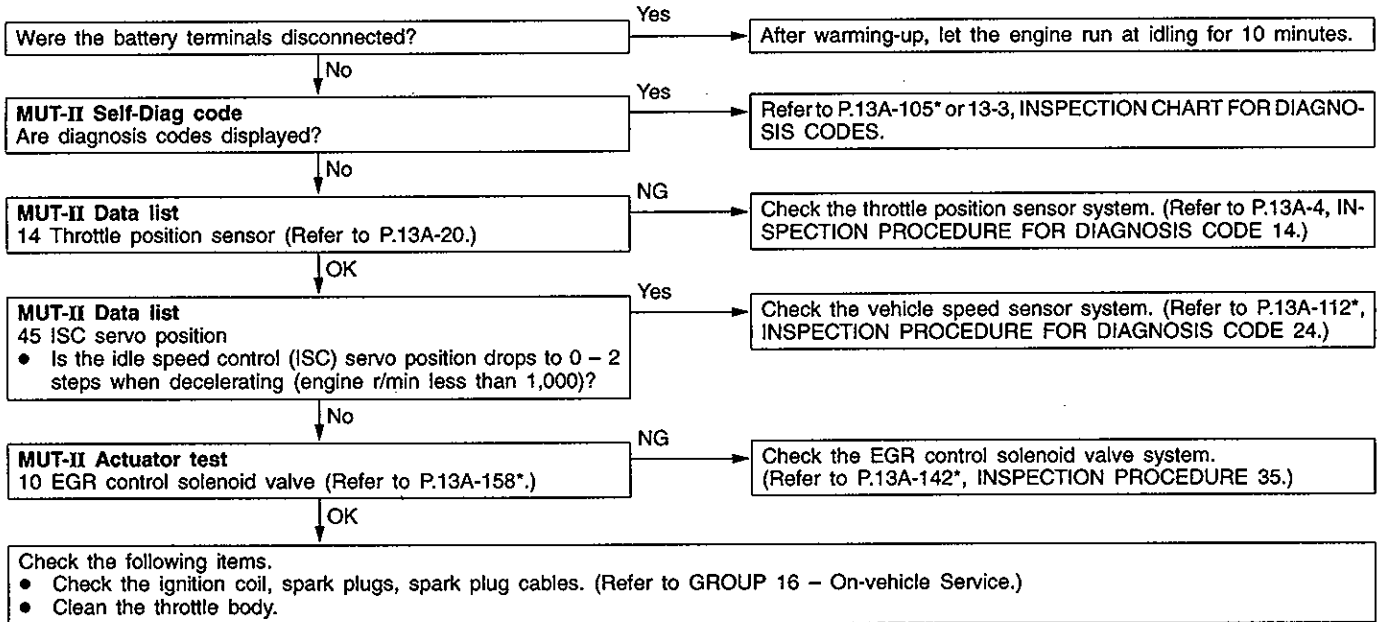 Yes
Were the battery terminals disconnected?
After warming-up, let the engine run at idling for 10 minutes.
No
MUT-II Self-Diag code
Are diagnosis codes displayed?
Yes
Refer to P.13A-105* or 13-3, INSPECTION CHART FOR DIAGNO-
SIS CODES.
No
MUT-II Data list
14 Throttle position sensor (Refer to P.13A-20.)
NG
Check the throttle position sensor system. (Refer to P.13A-4, IN-
SPECTION PROCEDURE FOR DIAGNOSIS CODE 14.)
OK
MUT-II Data list
45 ISC servo position
● Is the idle speed control (ISC) servo position drops to 0 – 2
steps when decelerating (engine r/min less than 1,000)?
Yes
Check the vehicle speed sensor system. (Refer to P.13A-112*,
INSPECTION PROCEDURE FOR DIAGNOSIS CODE 24.)
No
MUT-II Actuator test
10 EGR control solenoid valve (Refer to P.13A-158*.)
NG
Check the EGR control solenoid valve system.
(Refer to P.13A-142*, INSPECTION PROCEDURE 35.)
OK
Check the following items.
● Check the ignition coil, spark plugs, spark plug cables. (Refer to GROUP 16 – On-vehicle Service.)
● Clean the throttle body.